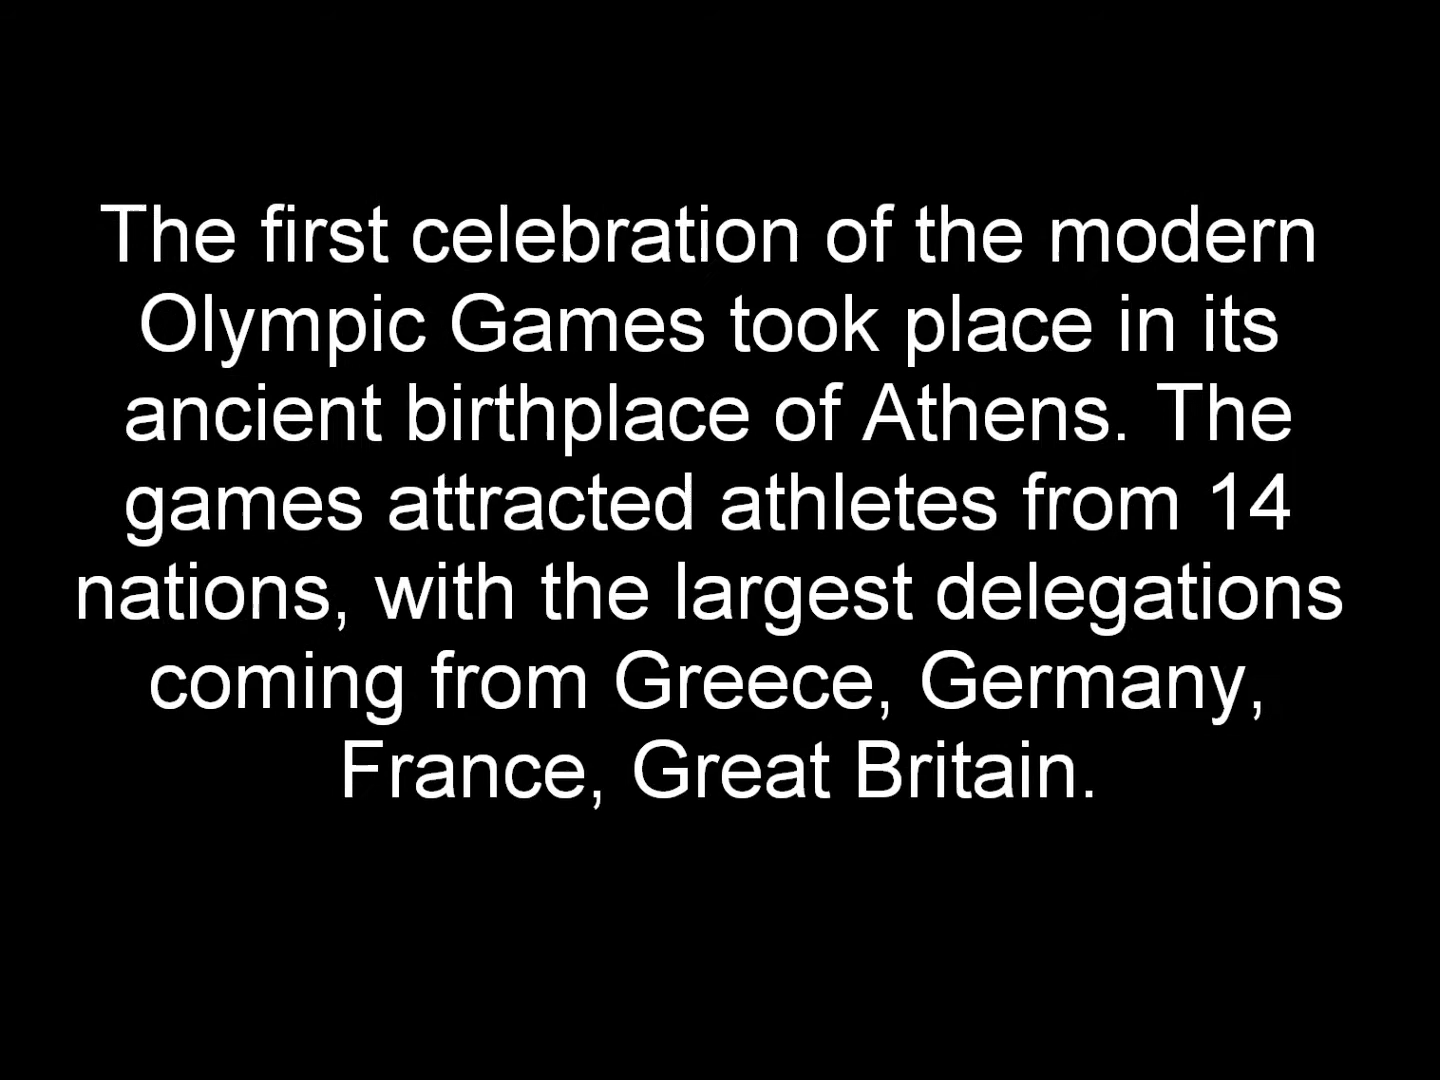 The first celebration of the modern
Olympic Games took place in its
ancient birthplace of Athens. The
games attracted athletes from 14
nations, with the largest delegations
coming from Greece, Germany,
France, Great Britain.